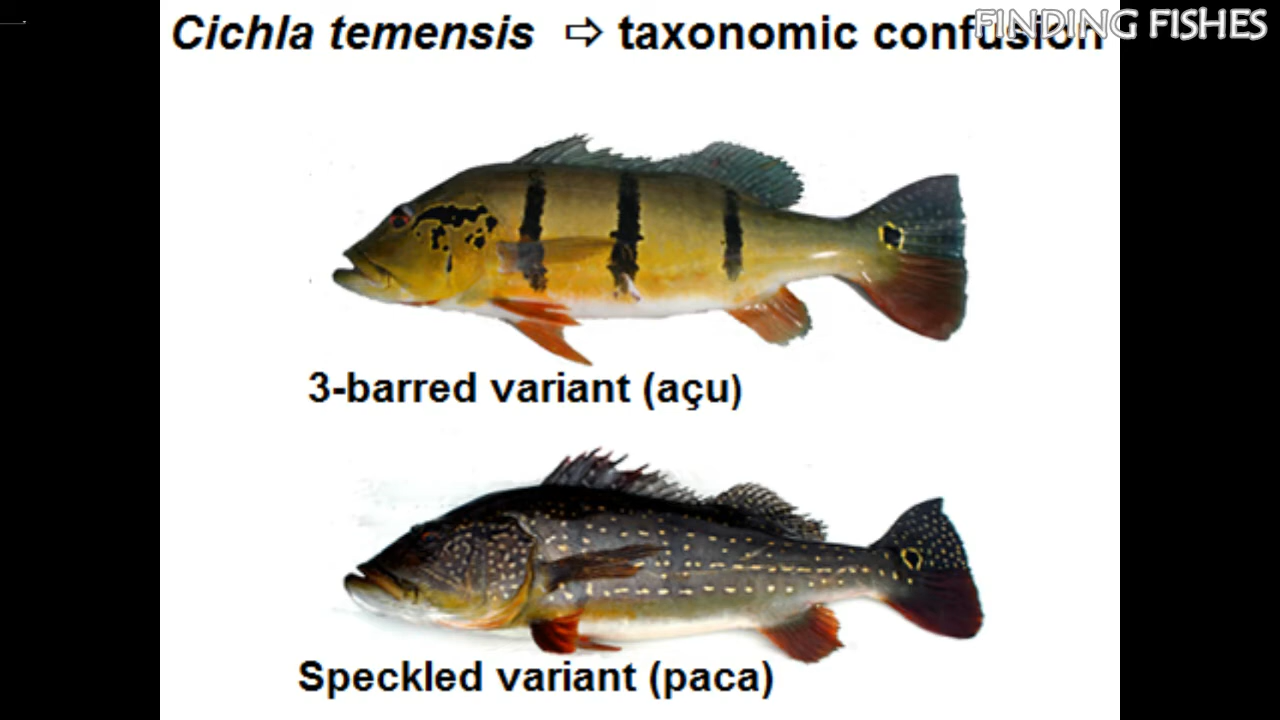 Cichla temensis ⇨ taxonomic confusion
FINDING FISHES
3-barred variant (açu)
Speckled variant (paca)